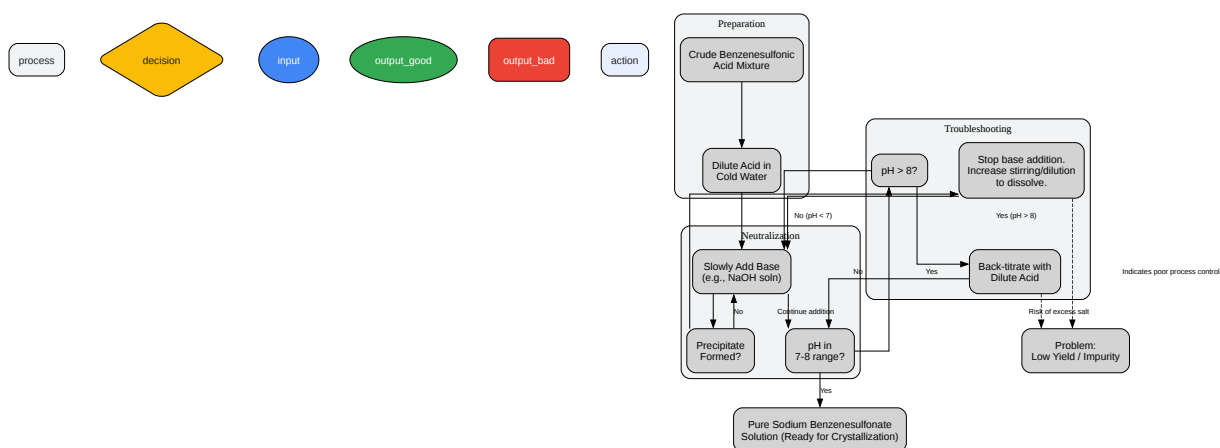 process
decision
input
output_good
output_bad
action
Preparation
Crude Benzenesulfonic
Acid Mixture
Dilute Acid in
Cold Water
Troubleshooting
pH > 8?
Stop base addition.
Increase stirring/dilution
to dissolve.
No (pH < 7)
Yes (pH > 8)
Neutralization
Slowly Add Base
(e.g., NaOH soln)
No
Yes
Back-titrate with
Dilute Acid
Indicates poor process control
No
Continue addition
Risk of excess salt
Precipitate
Formed?
pH in
7-8 range?
Problem:
Low Yield / Impurity
Yes
Pure Sodium Benzenesulfonate
Solution (Ready for Crystallization)